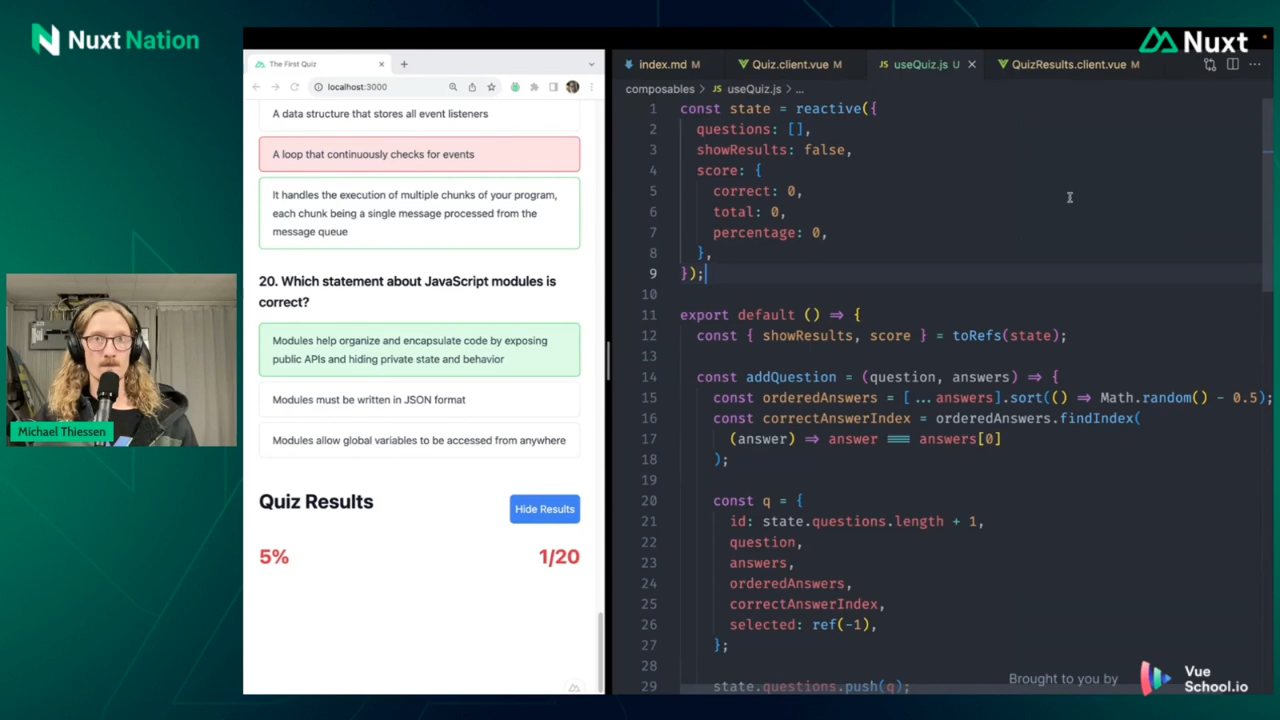 Nuxt Nation
Nuxt
The First Quiz
localhost:3000
A data structure that stores all event listeners
A loop that continuously checks for events
It handles the execution of multiple chunks of your program,
each chunk being a single message processed from the
message queue
20. Which statement about JavaScript modules is
correct?
Modules help organize and encapsulate code by exposing
public APIs and hiding private state and behavior
Modules must be written in JSON format
Modules allow global variables to be accessed from anywhere
Quiz Results
Hide Results
5%
1/20
Michael Thiessen
index.md M
Quiz.client.vue M
JS useQuiz.js U
QuizResults.client.vue M
composables > JS useQuiz.js > ...
1 const state = reactive({
2 questions: [],
3 showResults: false,
4 score: {
5 correct: 0,
6 total: 0,
7 percentage: 0,
8 },
9 });
10
11 export default () => {
12 const { showResults, score } = toRefs(state);
13
14 const addQuestion = (question, answers) => {
15 const orderedAnswers = [...answers].sort(() => Math.random() - 0.5);
16 const correctAnswerIndex = orderedAnswers.findIndex(
17 (answer) => answer === answers[0]
18 );
19
20 const q = {
21 id: state.questions.length + 1,
22 question,
23 answers,
24 orderedAnswers,
25 correctAnswerIndex,
26 selected: ref(-1),
27 };
28
29 state.questions.push(q);
Brought to you by
Vue
School.io